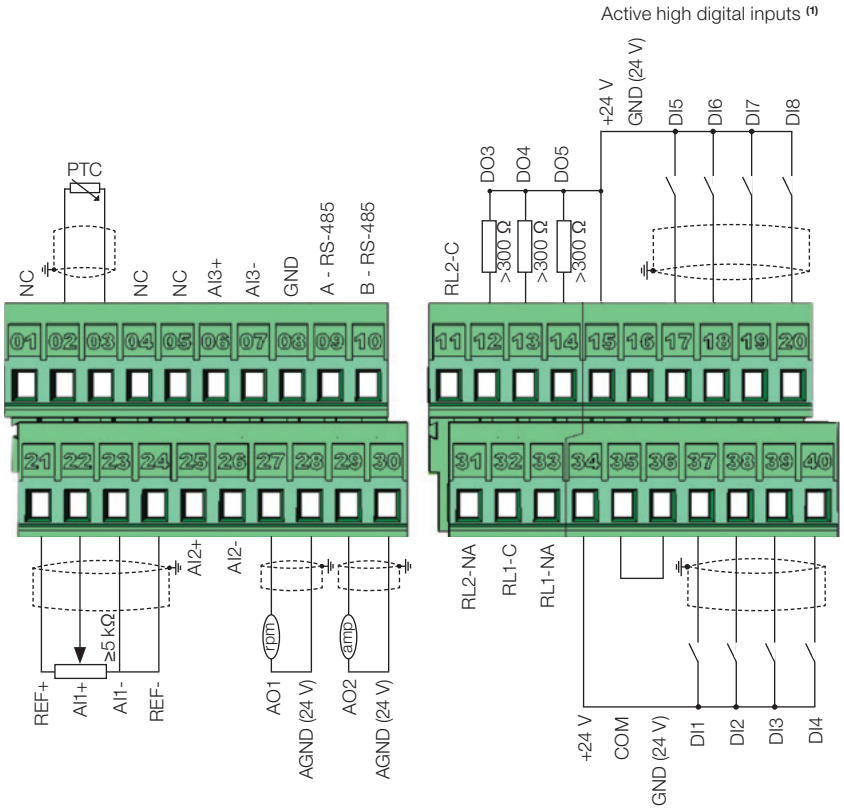 Active high digital inputs (1)
PTC
NC
NC
NC
AI3+
AI3-
GND
A - RS-485
B - RS-485
RL2-C
DO3
DO4
DO5
>300 Ω
>300 Ω
>300 Ω
+24 V
GND (24 V)
DI5
DI6
DI7
DI8
01 02 03 04 05 06 07 08 09 10
11 12 13 14 15 16 17 18 19 20
21 22 23 24 25 26 27 28 29 30
31 32 33 34 35 36 37 38 39 40
≥5 kΩ
REF+
AI1+
AI1-
REF-
AI2+
AI2-
rpm
amp
AO1
AGND (24 V)
AO2
AGND (24 V)
RL2-NA
RL1-C
RL1-NA
+24 V
COM
GND (24 V)
DI1
DI2
DI3
DI4